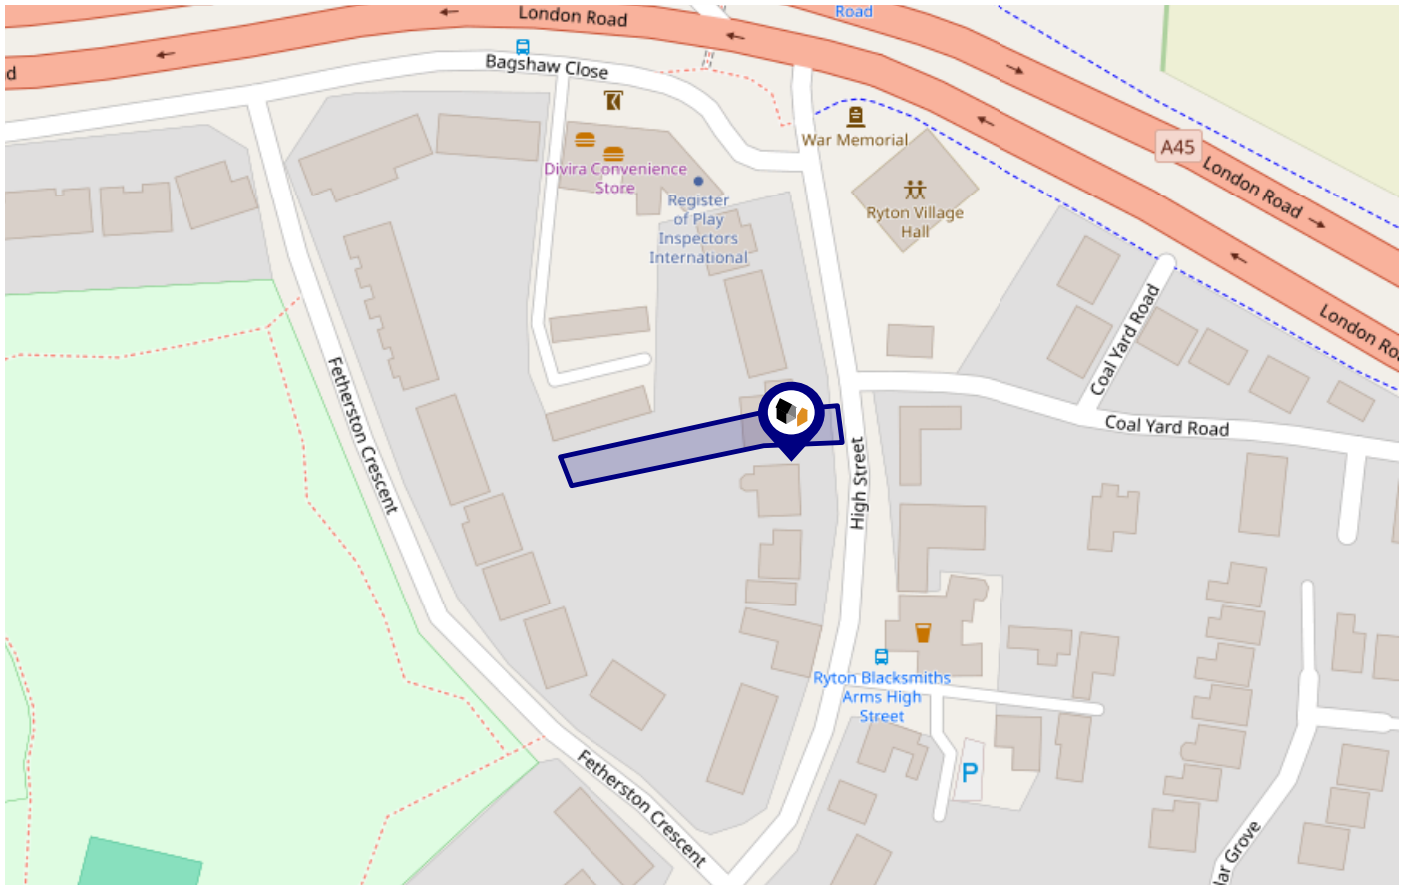 London Road
Road
d
Bagshaw Close
War Memorial
A45
London Road
Divira Convenience
Store
Register
of Play
Inspectors
International
Ryton Village
Hall
London Ro
Coal Yard Road
Fetherston Crescent
Coal Yard Road
High Street
Ryton Blacksmiths
Arms High
Street
P
Fetherston Crescent
lar Grove